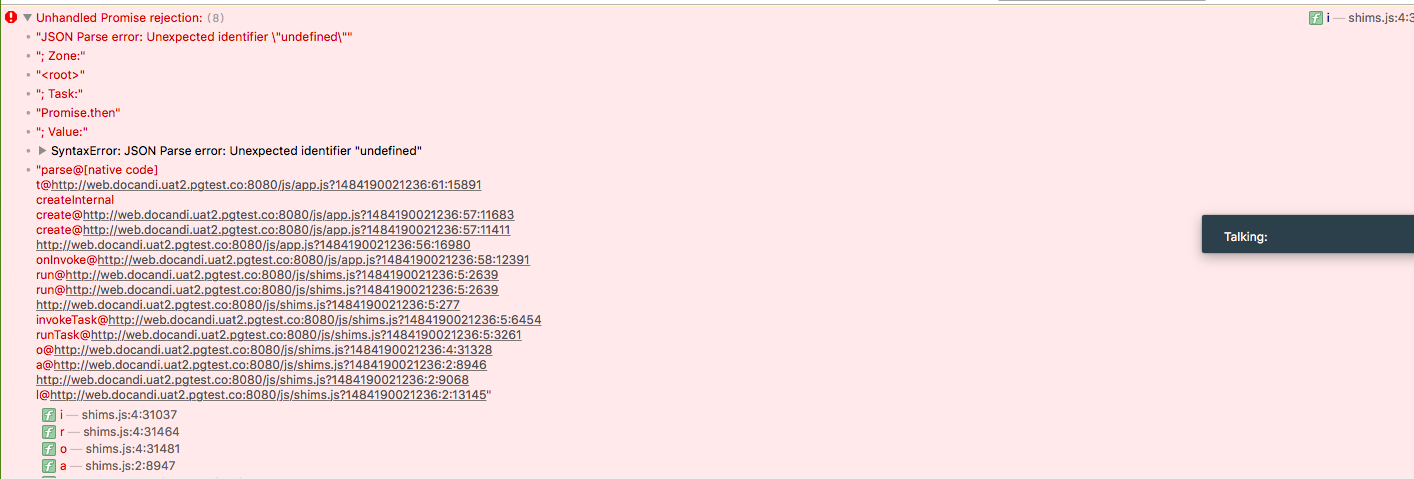 Unhandled Promise rejection: (8)
i — shims.js:4:3
"JSON Parse error: Unexpected identifier \"undefined\""
"; Zone:"
"<root>"
"; Task:"
"Promise.then"
"; Value:"
SyntaxError: JSON Parse error: Unexpected identifier "undefined"
"parse@[native code]
t@http://web.docandi.uat2.pgtest.co:8080/js/app.js?1484190021236:61:15891
createInternal
create@http://web.docandi.uat2.pgtest.co:8080/js/app.js?1484190021236:57:11683
create@http://web.docandi.uat2.pgtest.co:8080/js/app.js?1484190021236:57:11411
http://web.docandi.uat2.pgtest.co:8080/js/app.js?1484190021236:56:16980
Talking:
onInvoke@http://web.docandi.uat2.pgtest.co:8080/js/app.js?1484190021236:58:12391
run@http://web.docandi.uat2.pgtest.co:8080/js/shims.js?1484190021236:5:2639
run@http://web.docandi.uat2.pgtest.co:8080/js/shims.js?1484190021236:5:2639
http://web.docandi.uat2.pgtest.co:8080/js/shims.js?1484190021236:5:277
invokeTask@http://web.docandi.uat2.pgtest.co:8080/js/shims.js?1484190021236:5:6454
runTask@http://web.docandi.uat2.pgtest.co:8080/js/shims.js?1484190021236:5:3261
o@http://web.docandi.uat2.pgtest.co:8080/js/shims.js?1484190021236:4:31328
a@http://web.docandi.uat2.pgtest.co:8080/js/shims.js?1484190021236:2:8946
http://web.docandi.uat2.pgtest.co:8080/js/shims.js?1484190021236:2:9068
l@http://web.docandi.uat2.pgtest.co:8080/js/shims.js?1484190021236:2:13145"
f i — shims.js:4:31037
f r — shims.js:4:31464
f o — shims.js:4:31481
f a — shims.js:2:8947